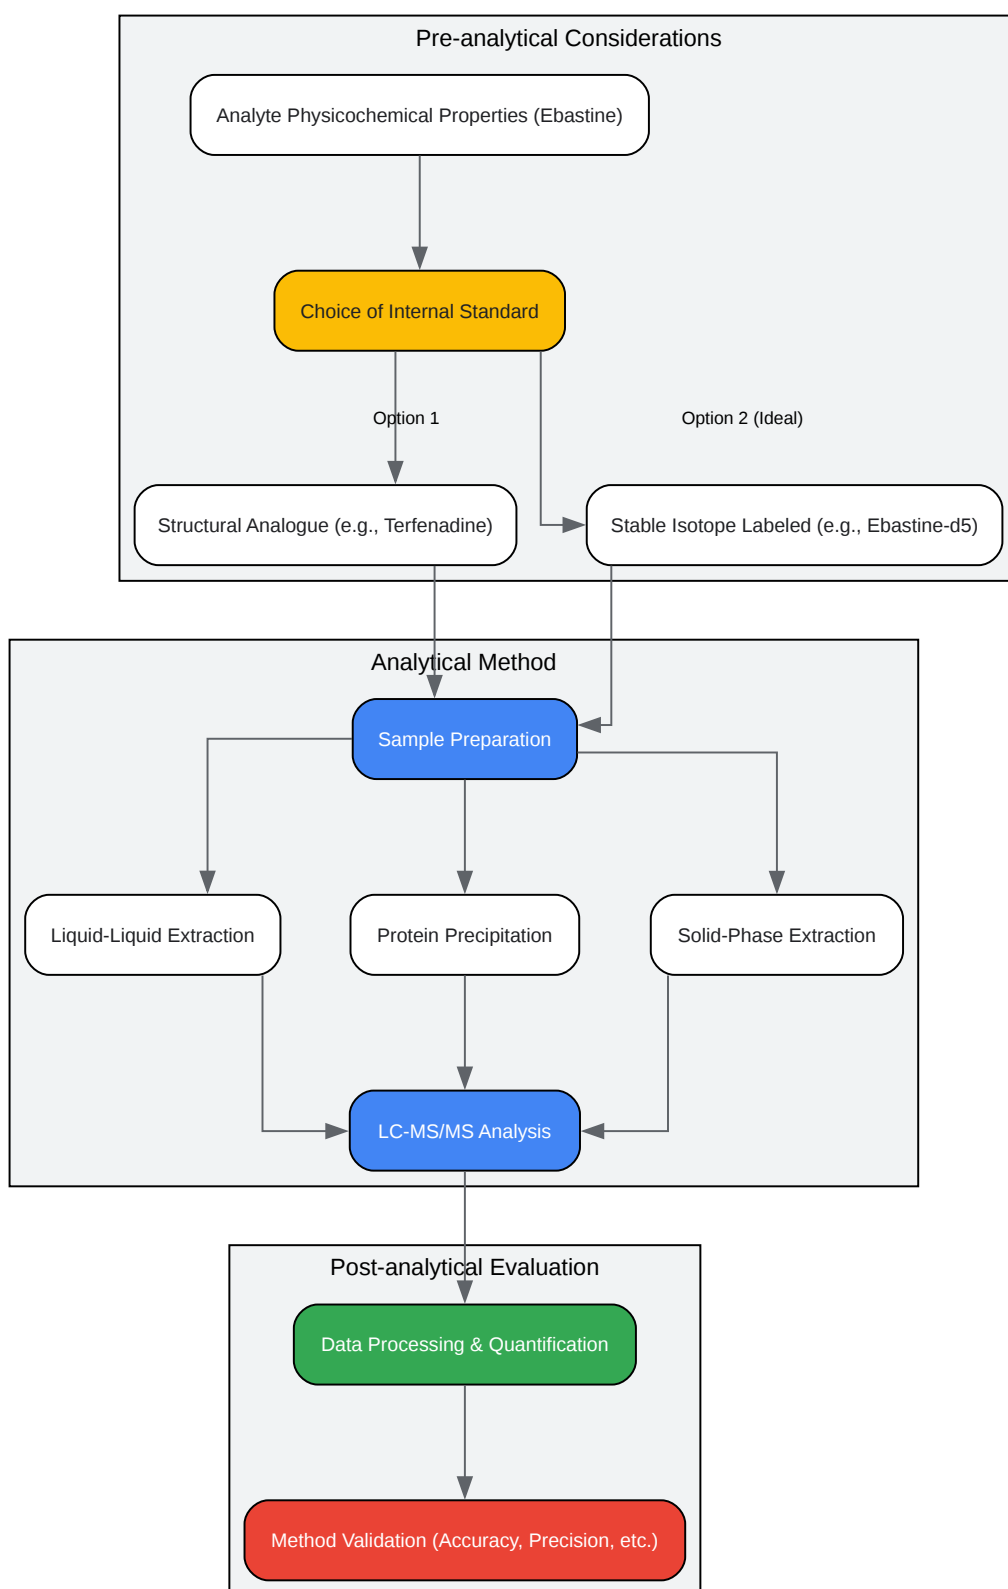 Pre-analytical Considerations
Analyte Physicochemical Properties (Ebastine)
Choice of Internal Standard
Option 1
Option 2 (Ideal)
Structural Analogue (e.g., Terfenadine)
Stable Isotope Labeled (e.g., Ebastine-d5)
Analytical Method
Sample Preparation
Liquid-Liquid Extraction
Protein Precipitation
Solid-Phase Extraction
LC-MS/MS Analysis
Post-analytical Evaluation
Data Processing & Quantification
Method Validation (Accuracy, Precision, etc.)